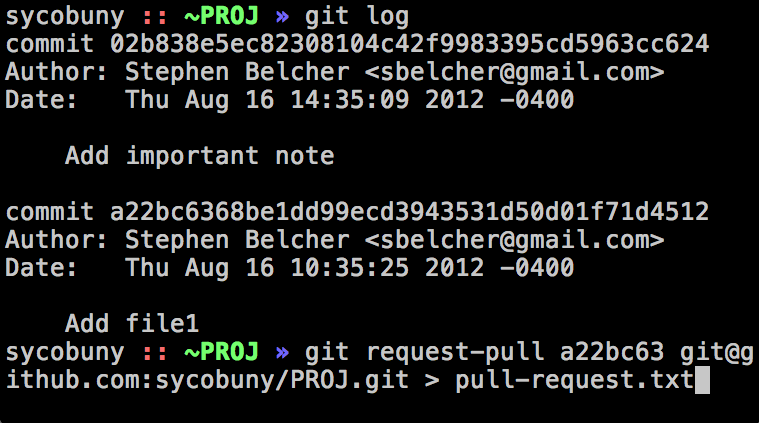 sycobuny :: ~PROJ » git log
commit 02b838e5ec82308104c42f9983395cd5963cc624
Author: Stephen Belcher <sbelcher@gmail.com>
Date:   Thu Aug 16 14:35:09 2012 -0400
    Add important note
commit a22bc6368be1dd99ecd3943531d50d01f71d4512
Author: Stephen Belcher <sbelcher@gmail.com>
Date:   Thu Aug 16 10:35:25 2012 -0400
    Add file1
sycobuny :: ~PROJ » git request-pull a22bc63 git@g
ithub.com:sycobuny/PROJ.git > pull-request.txt